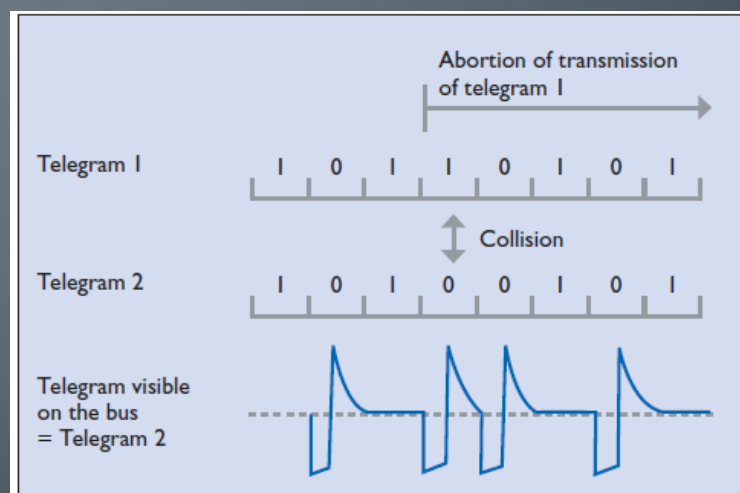 Abortion of transmission
of telegram 1
Telegram 1
1 0 1 1 0 1 0 1
Collision
Telegram 2
1 0 1 0 0 1 0 1
Telegram visible
on the bus
= Telegram 2